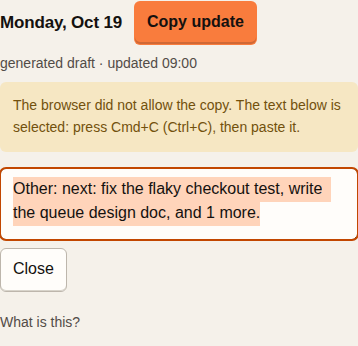 Monday, Oct 19
Copy update
generated draft · updated 09:00
The browser did not allow the copy. The text below is
selected: press Cmd+C (Ctrl+C), then paste it.
Other: next: fix the flaky checkout test, write
the queue design doc, and 1 more.
Close
What is this?